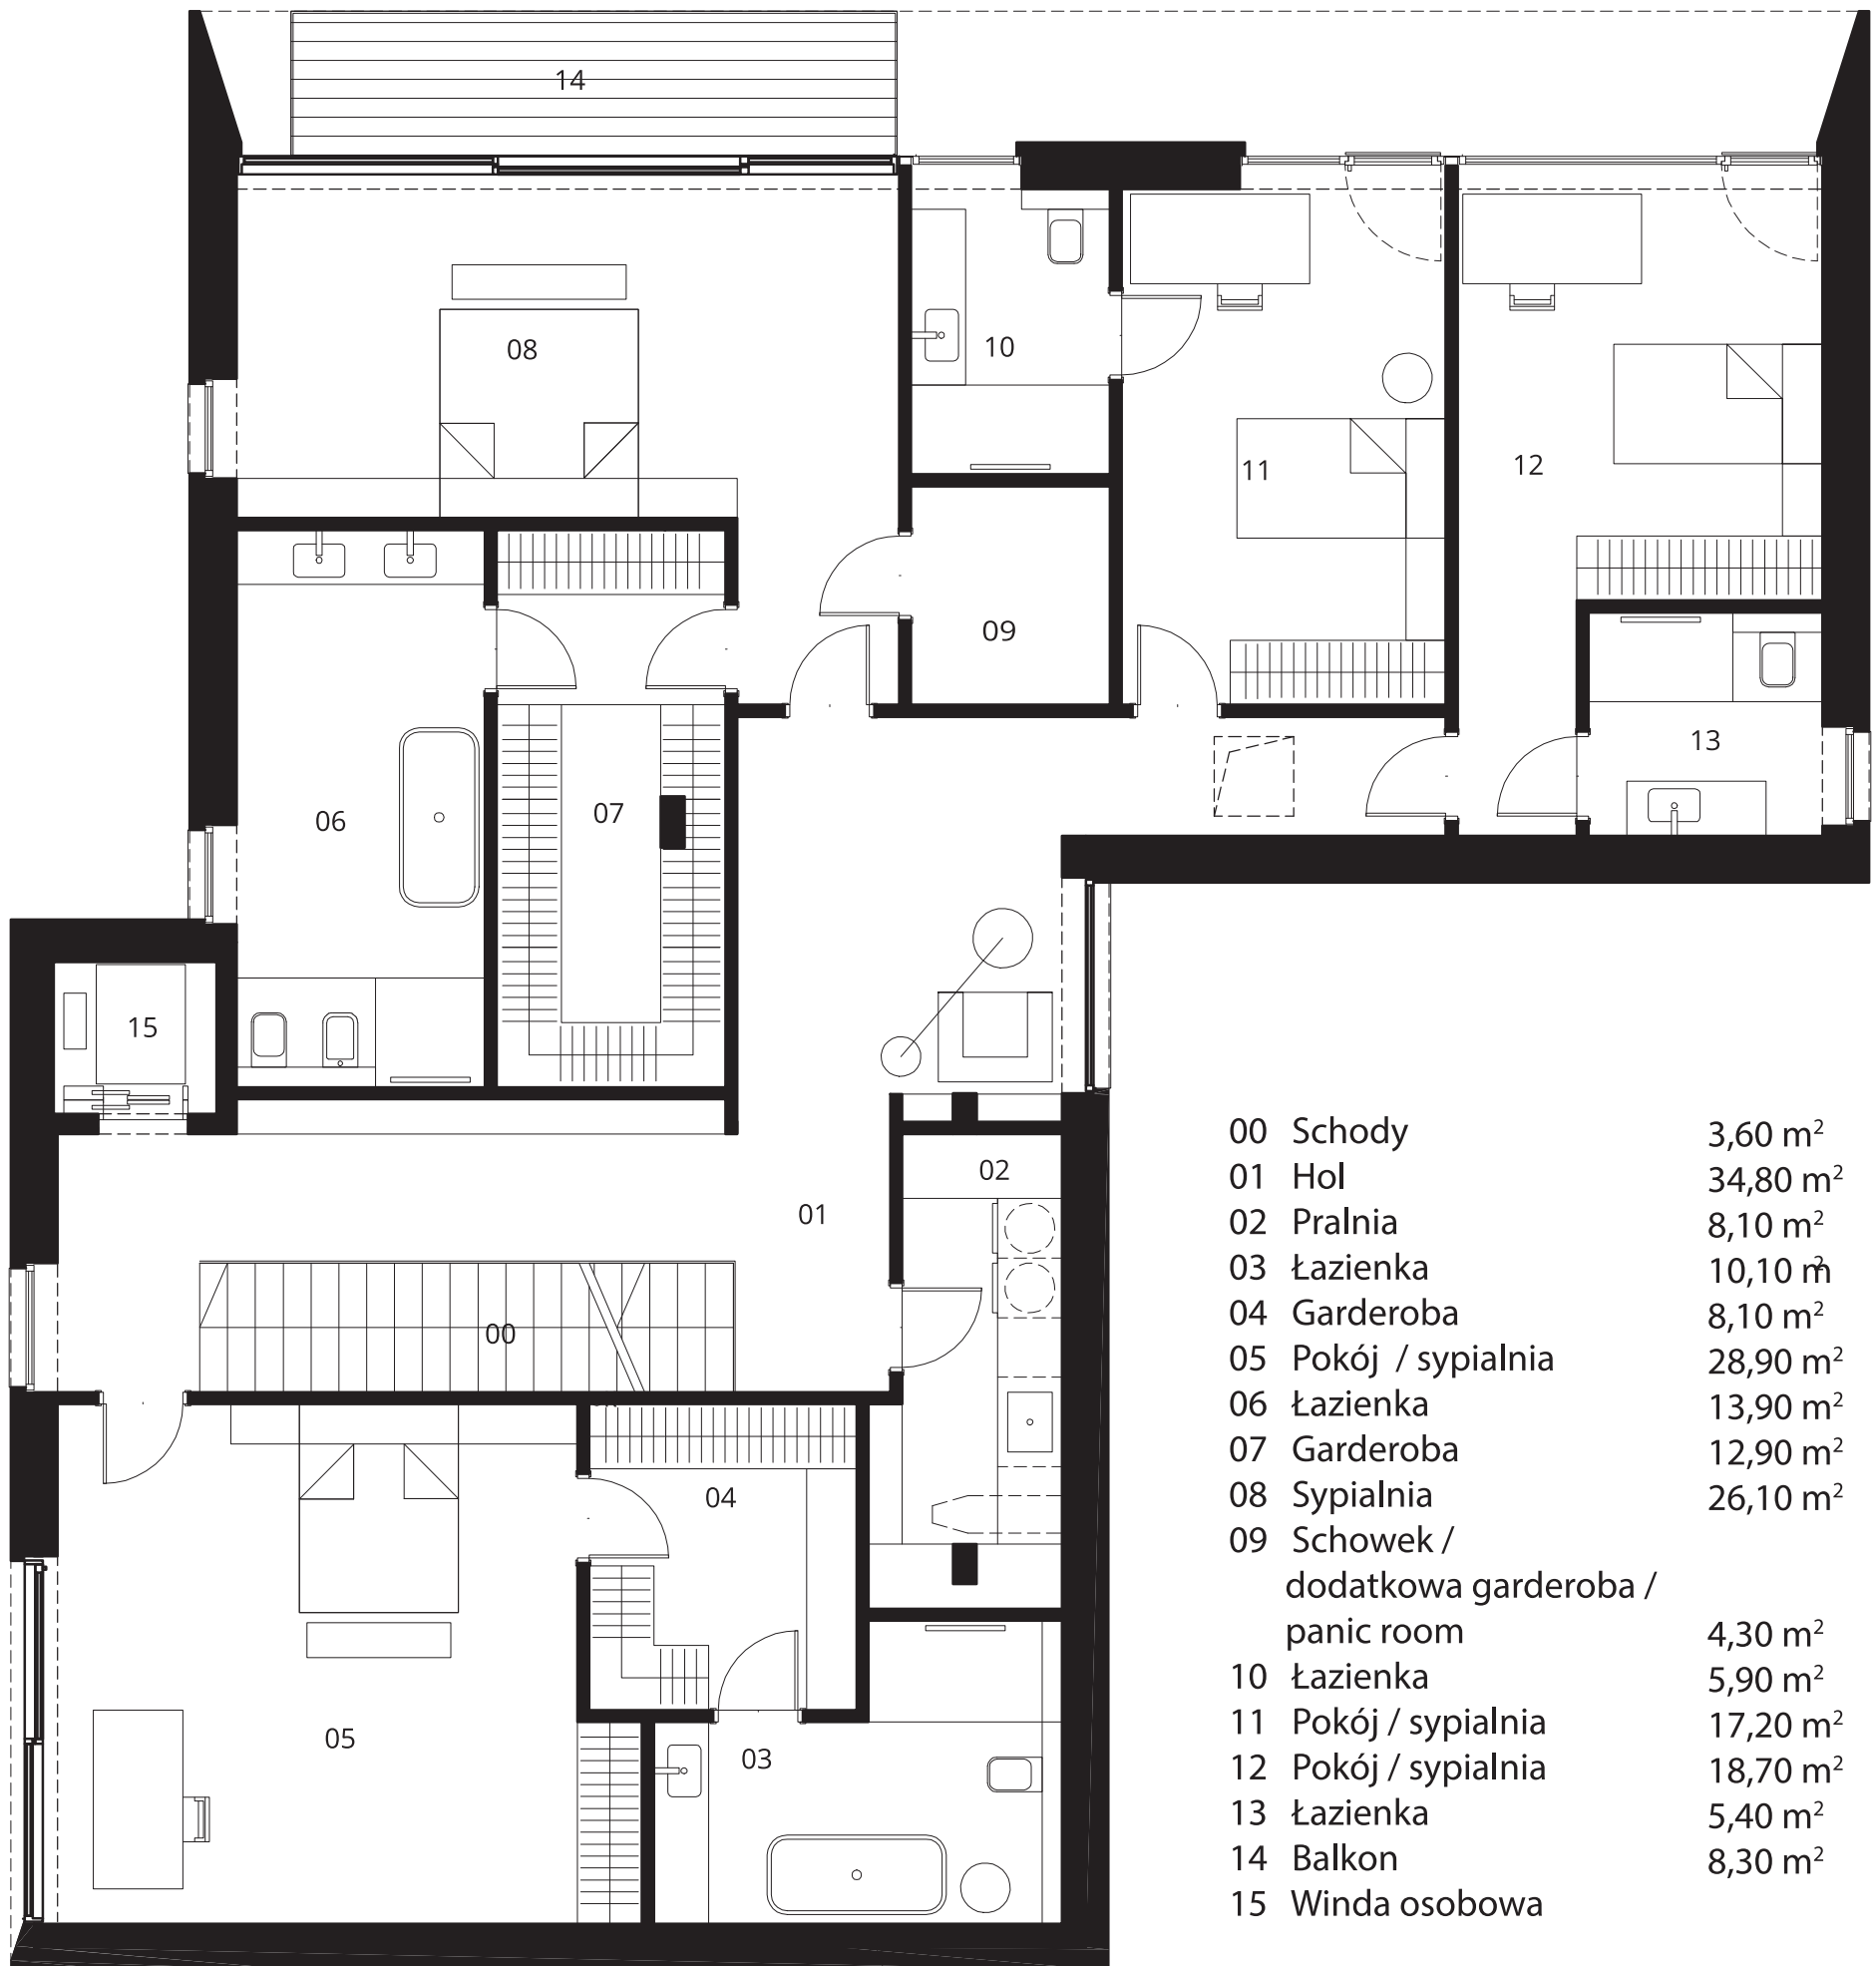 14
08
10
11
12
09
13
06
07
15
02
01
00
04
05
03
00 Schody 3,60 m²
01 Hol 34,80 m²
02 Pralnia 8,10 m²
03 Łazienka 10,10 m²
04 Garderoba 8,10 m²
05 Pokój / sypialnia 28,90 m²
06 Łazienka 13,90 m²
07 Garderoba 12,90 m²
08 Sypialnia 26,10 m²
09 Schowek /
dodatkowa garderoba /
panic room 4,30 m²
10 Łazienka 5,90 m²
11 Pokój / sypialnia 17,20 m²
12 Pokój / sypialnia 18,70 m²
13 Łazienka 5,40 m²
14 Balkon 8,30 m²
15 Winda osobowa